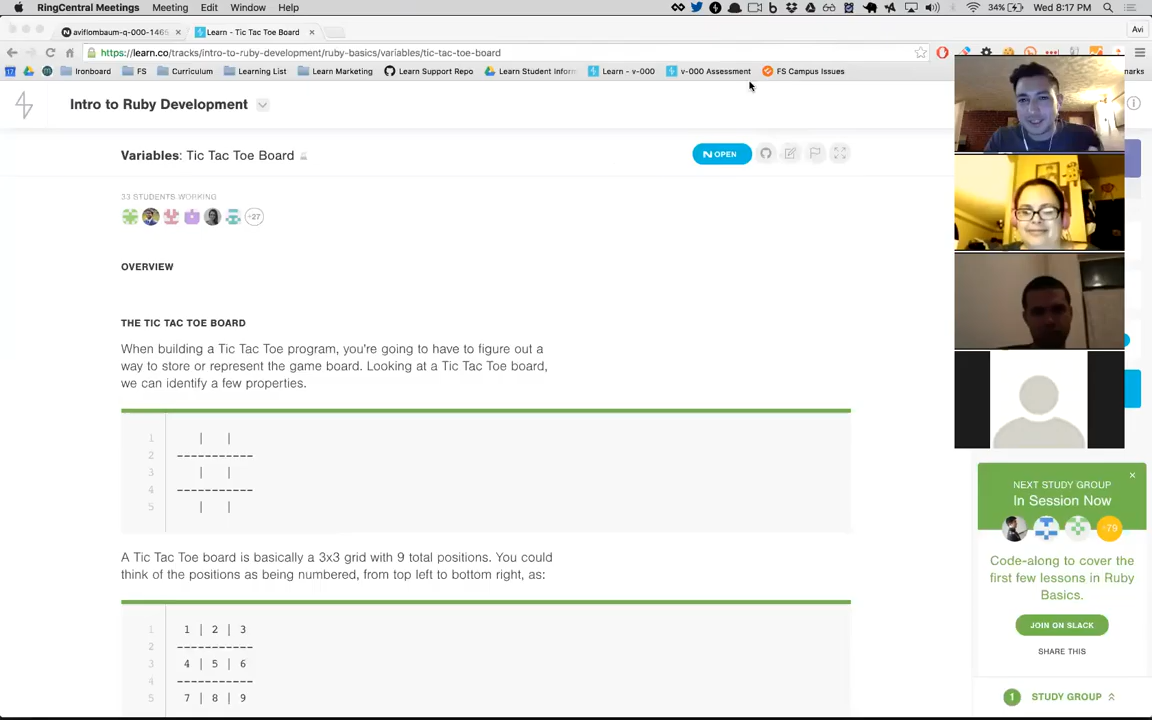 RingCentral Meetings Meeting Edit Window Help
34% Wed 8:17 PM
aviflombaum-q-000-1465 × Learn - Tic Tac Toe Board × Avi
https://learn.co/tracks/intro-to-ruby-development/ruby-basics/variables/tic-tac-toe-board
17 Ironboard FS Curriculum Learning List Learn Marketing Learn Support Repo Learn Student Inform Learn - v-000 v-000 Assessment FS Campus Issues
Intro to Ruby Development
Variables: Tic Tac Toe Board
OPEN
33 STUDENTS WORKING
+27
OVERVIEW
THE TIC TAC TOE BOARD
When building a Tic Tac Toe program, you're going to have to figure out a
way to store or represent the game board. Looking at a Tic Tac Toe board,
we can identify a few properties.
1 | |
2 -----------
3 | |
4 -----------
5 | |
A Tic Tac Toe board is basically a 3x3 grid with 9 total positions. You could
think of the positions as being numbered, from top left to bottom right, as:
1 1 | 2 | 3
2 -----------
3 4 | 5 | 6
4 -----------
5 7 | 8 | 9
NEXT STUDY GROUP
In Session Now
+79
Code-along to cover the
first few lessons in Ruby
Basics.
JOIN ON SLACK
SHARE THIS
1 STUDY GROUP